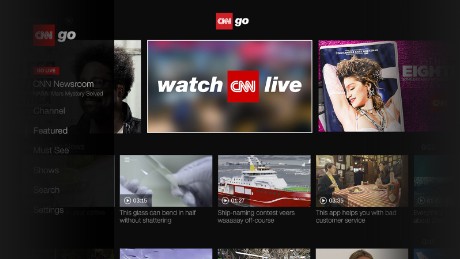 CNN go
CNN go
CNN Newsroom
Channel
Featured
Must See
Shows
Search
Settings
watch CNN live
EIGH
03:15
01:27
03:35
This glass can bend in half
without shattering
Ship-naming contest veers
waaaaay off-course
This app helps you with bad
customer service